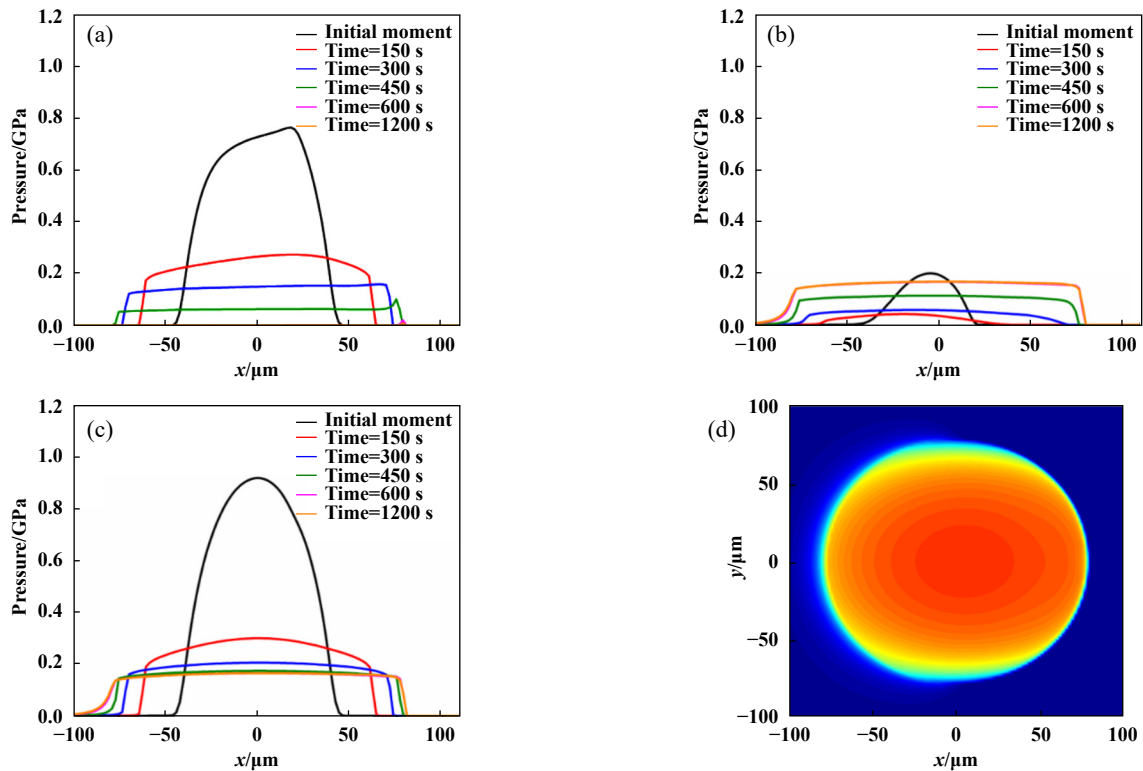 (a)
Pressure/GPa
1.2
1.0
0.8
0.6
0.4
0.2
0.0
−100
−50
0
50
100
x/μm
Initial moment
Time=150 s
Time=300 s
Time=450 s
Time=600 s
Time=1200 s
(b)
Pressure/GPa
1.2
1.0
0.8
0.6
0.4
0.2
0.0
−100
−50
0
50
100
x/μm
Initial moment
Time=150 s
Time=300 s
Time=450 s
Time=600 s
Time=1200 s
(c)
Pressure/GPa
1.2
1.0
0.8
0.6
0.4
0.2
0.0
−100
−50
0
50
100
x/μm
Initial moment
Time=150 s
Time=300 s
Time=450 s
Time=600 s
Time=1200 s
(d)
y/μm
100
50
0
−50
−100
−100
−50
0
50
100
x/μm